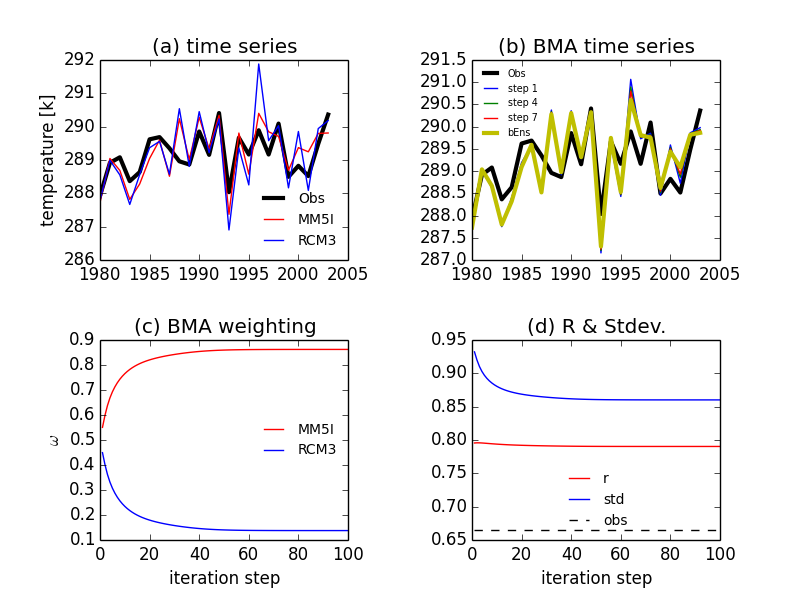 (a) time series
temperature [k]
292
291
290
289
288
287
286
1980
1985
1990
1995
2000
2005
Obs
MM5I
RCM3
(b) BMA time series
291.5
291.0
290.5
290.0
289.5
289.0
288.5
288.0
287.5
287.0
1980
1985
1990
1995
2000
2005
Obs
step 1
step 4
step 7
bEns
(c) BMA weighting
ω
0.9
0.8
0.7
0.6
0.5
0.4
0.3
0.2
0.1
0
20
40
60
80
100
iteration step
MM5I
RCM3
(d) R & Stdev.
0.95
0.90
0.85
0.80
0.75
0.70
0.65
0
20
40
60
80
100
iteration step
r
std
obs